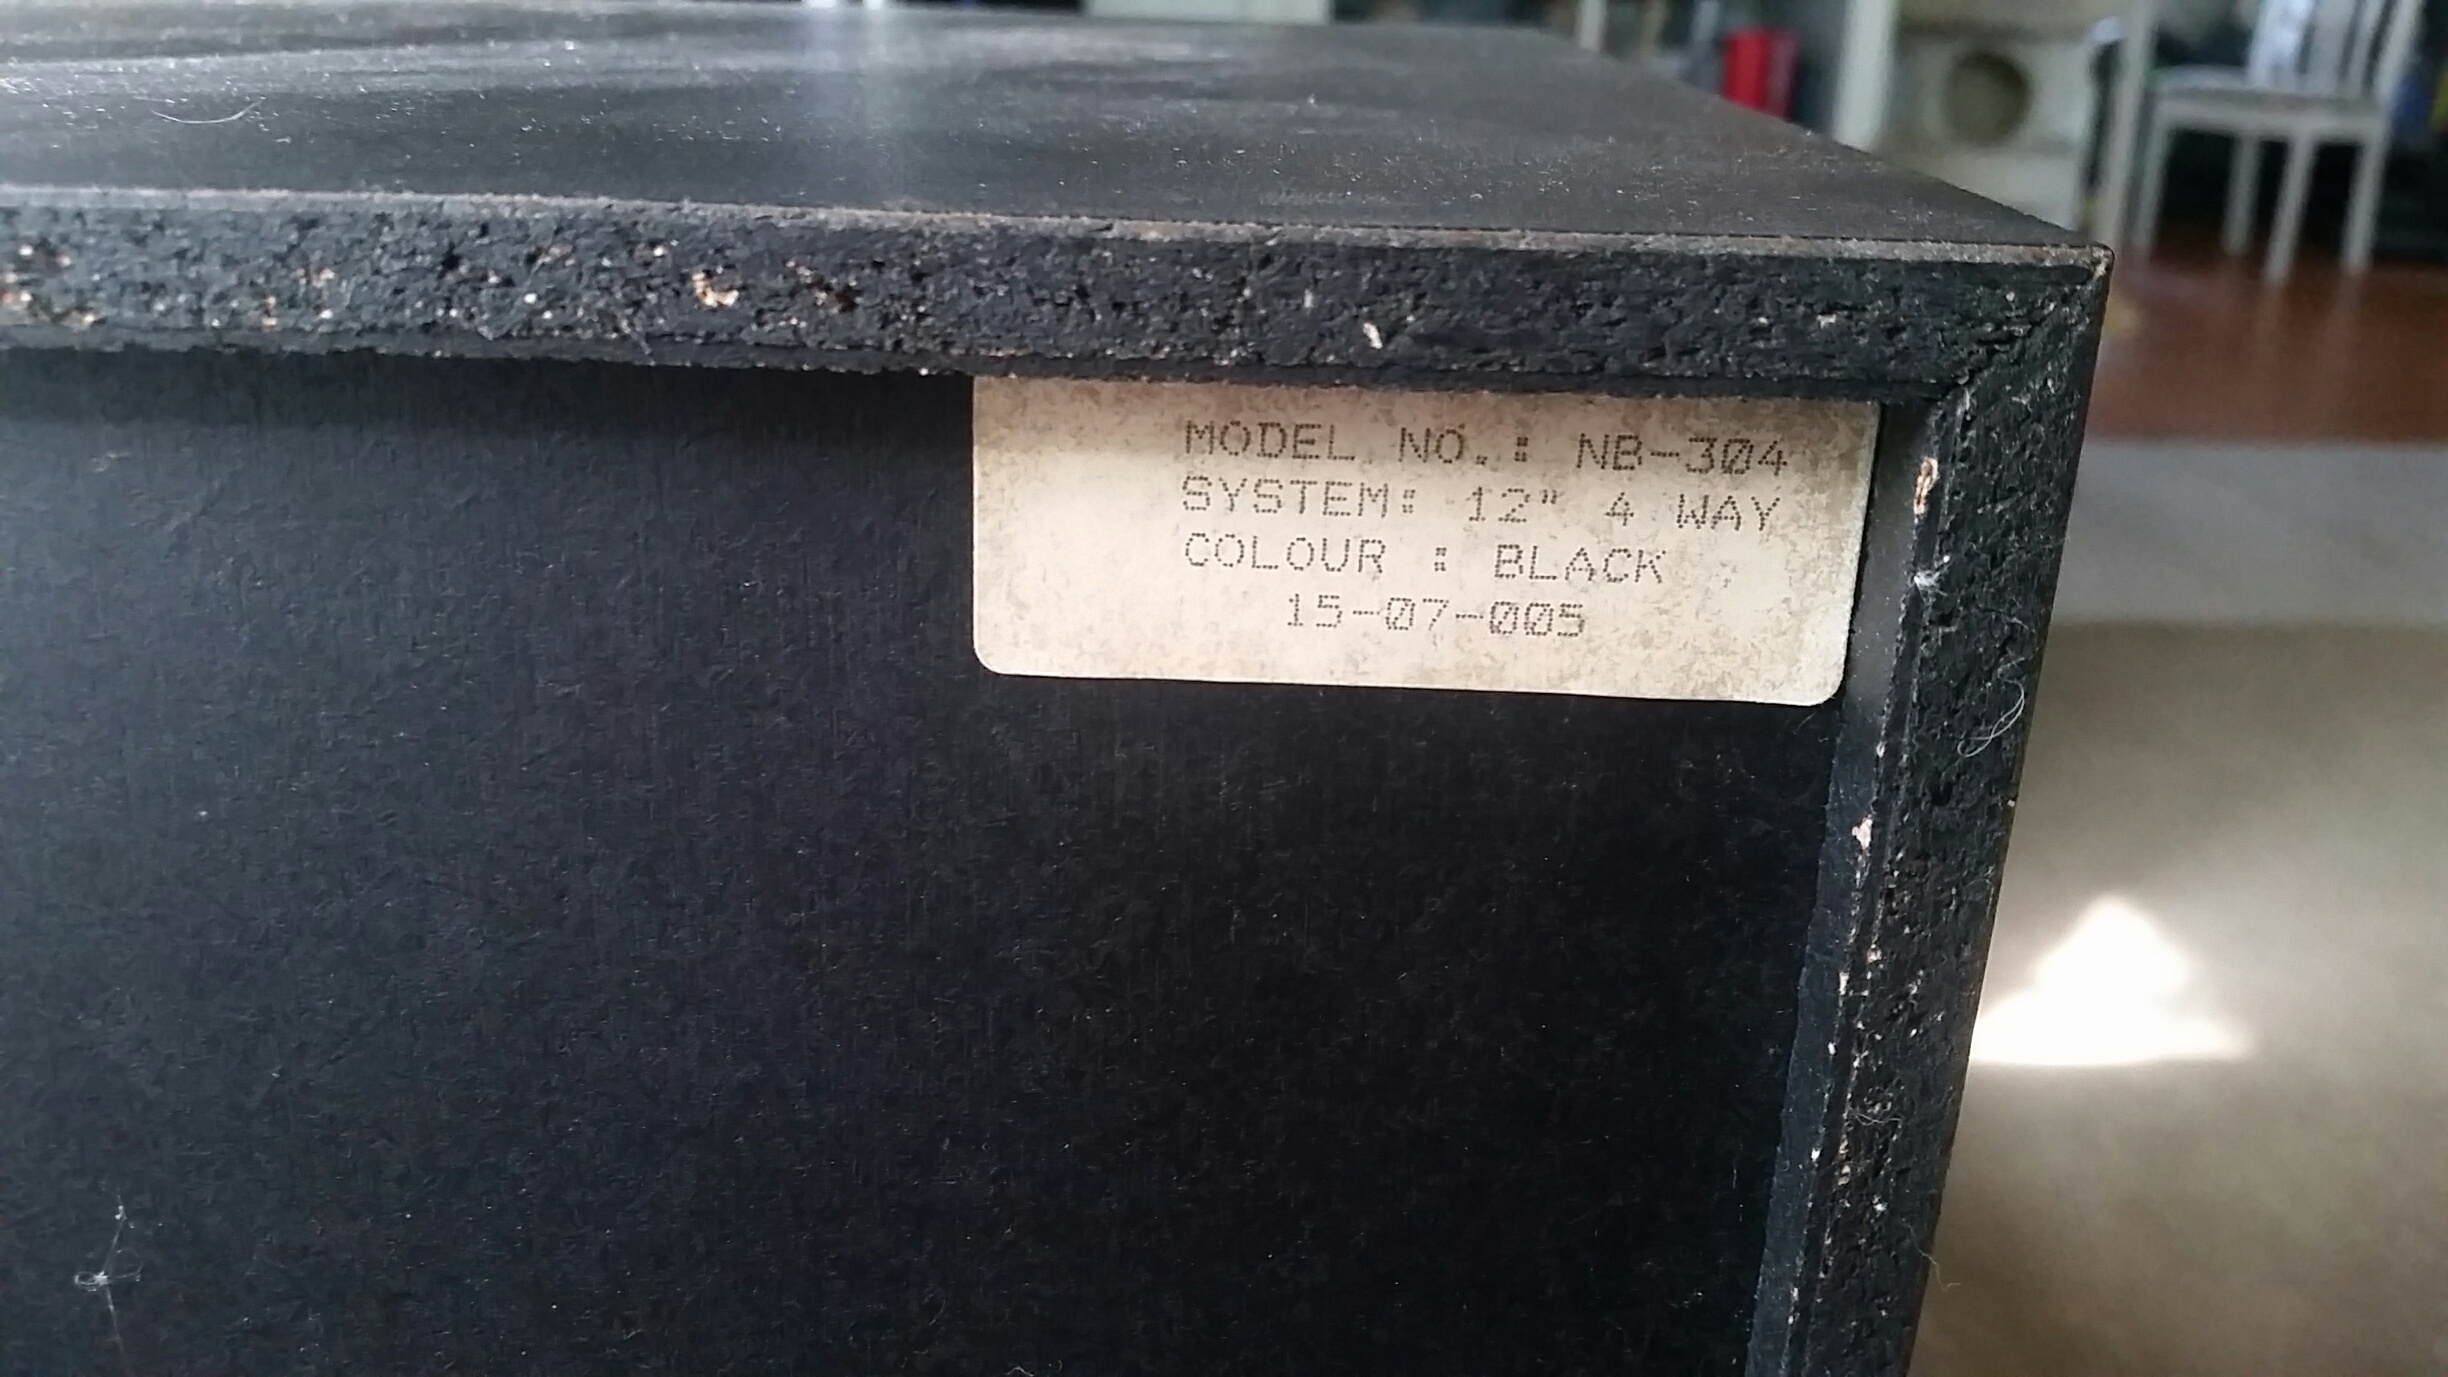 MODEL NO.: NB-304
SYSTEM: 12" 4 WAY
COLOUR : BLACK
15-07-005